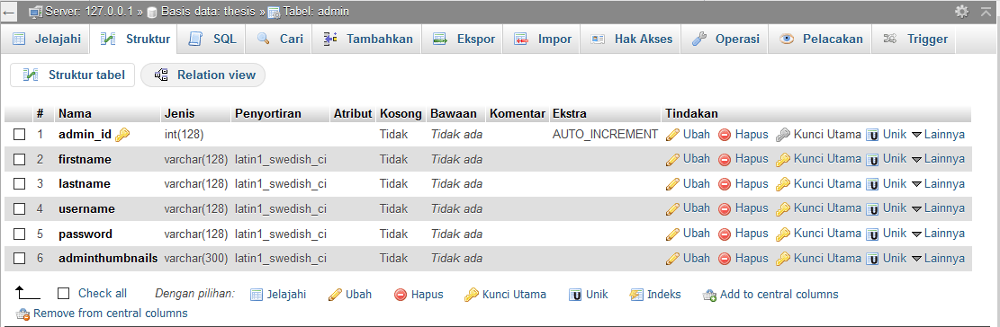 ← Server: 127.0.0.1 » Basis data: thesis » Tabel: admin
Jelajahi Struktur SQL Cari Tambahkan Ekspor Impor Hak Akses Operasi Pelacakan Trigger
Struktur tabel Relation view
# Nama Jenis Penyortiran Atribut Kosong Bawaan Komentar Ekstra Tindakan
1 admin_id int(128) Tidak Tidak ada AUTO_INCREMENT Ubah Hapus Kunci Utama Unik Lainnya
2 firstname varchar(128) latin1_swedish_ci Tidak Tidak ada Ubah Hapus Kunci Utama Unik Lainnya
3 lastname varchar(128) latin1_swedish_ci Tidak Tidak ada Ubah Hapus Kunci Utama Unik Lainnya
4 username varchar(128) latin1_swedish_ci Tidak Tidak ada Ubah Hapus Kunci Utama Unik Lainnya
5 password varchar(128) latin1_swedish_ci Tidak Tidak ada Ubah Hapus Kunci Utama Unik Lainnya
6 adminthumbnails varchar(300) latin1_swedish_ci Tidak Tidak ada Ubah Hapus Kunci Utama Unik Lainnya
Check all Dengan pilihan: Jelajahi Ubah Hapus Kunci Utama Unik Indeks Add to central columns
Remove from central columns